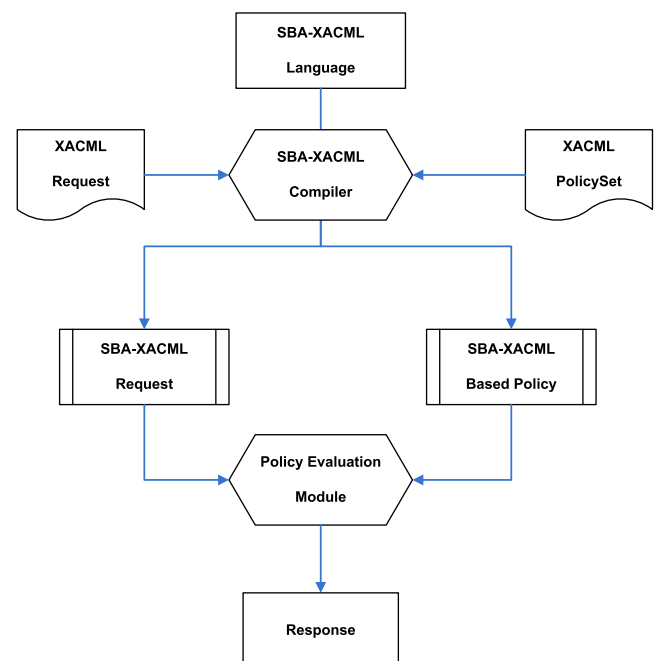 SBA-XACML
Language
XACML
Request
SBA-XACML
Compiler
XACML
PolicySet
SBA-XACML
Request
SBA-XACML
Based Policy
Policy Evaluation
Module
Response